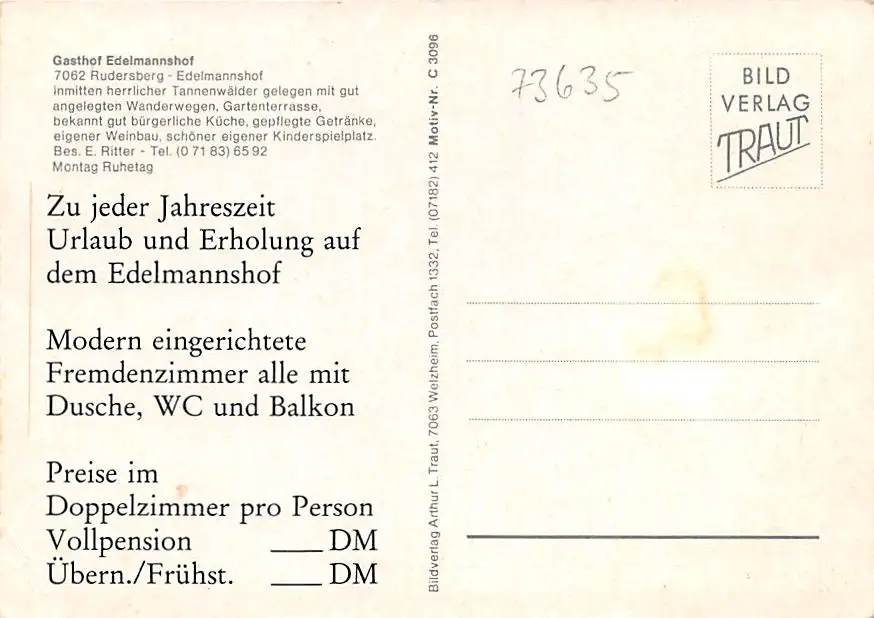 Gasthof Edelmannshof
7062 Rudersberg - Edelmannshof
inmitten herrlicher Tannenwälder gelegen mit gut
angelegten Wanderwegen, Gartenterrasse,
bekannt gut bürgerliche Küche, gepflegte Getränke,
eigener Weinbau, schöner eigener Kinderspielplatz.
Bes. E. Ritter - Tel. (0 71 83) 65 92
Montag Ruhetag
Zu jeder Jahreszeit
Urlaub und Erholung auf
dem Edelmannshof
Modern eingerichtete
Fremdenzimmer alle mit
Dusche, WC und Balkon
Preise im
Doppelzimmer pro Person
Vollpension ____ DM
Übern./Frühst. ____ DM
Bildverlag Arthur L. Traut, 7063 Welzheim, Postfach 1332, Tel. (07182) 412 Motiv-Nr. C 3096
73635
BILD
VERLAG
TRAUT